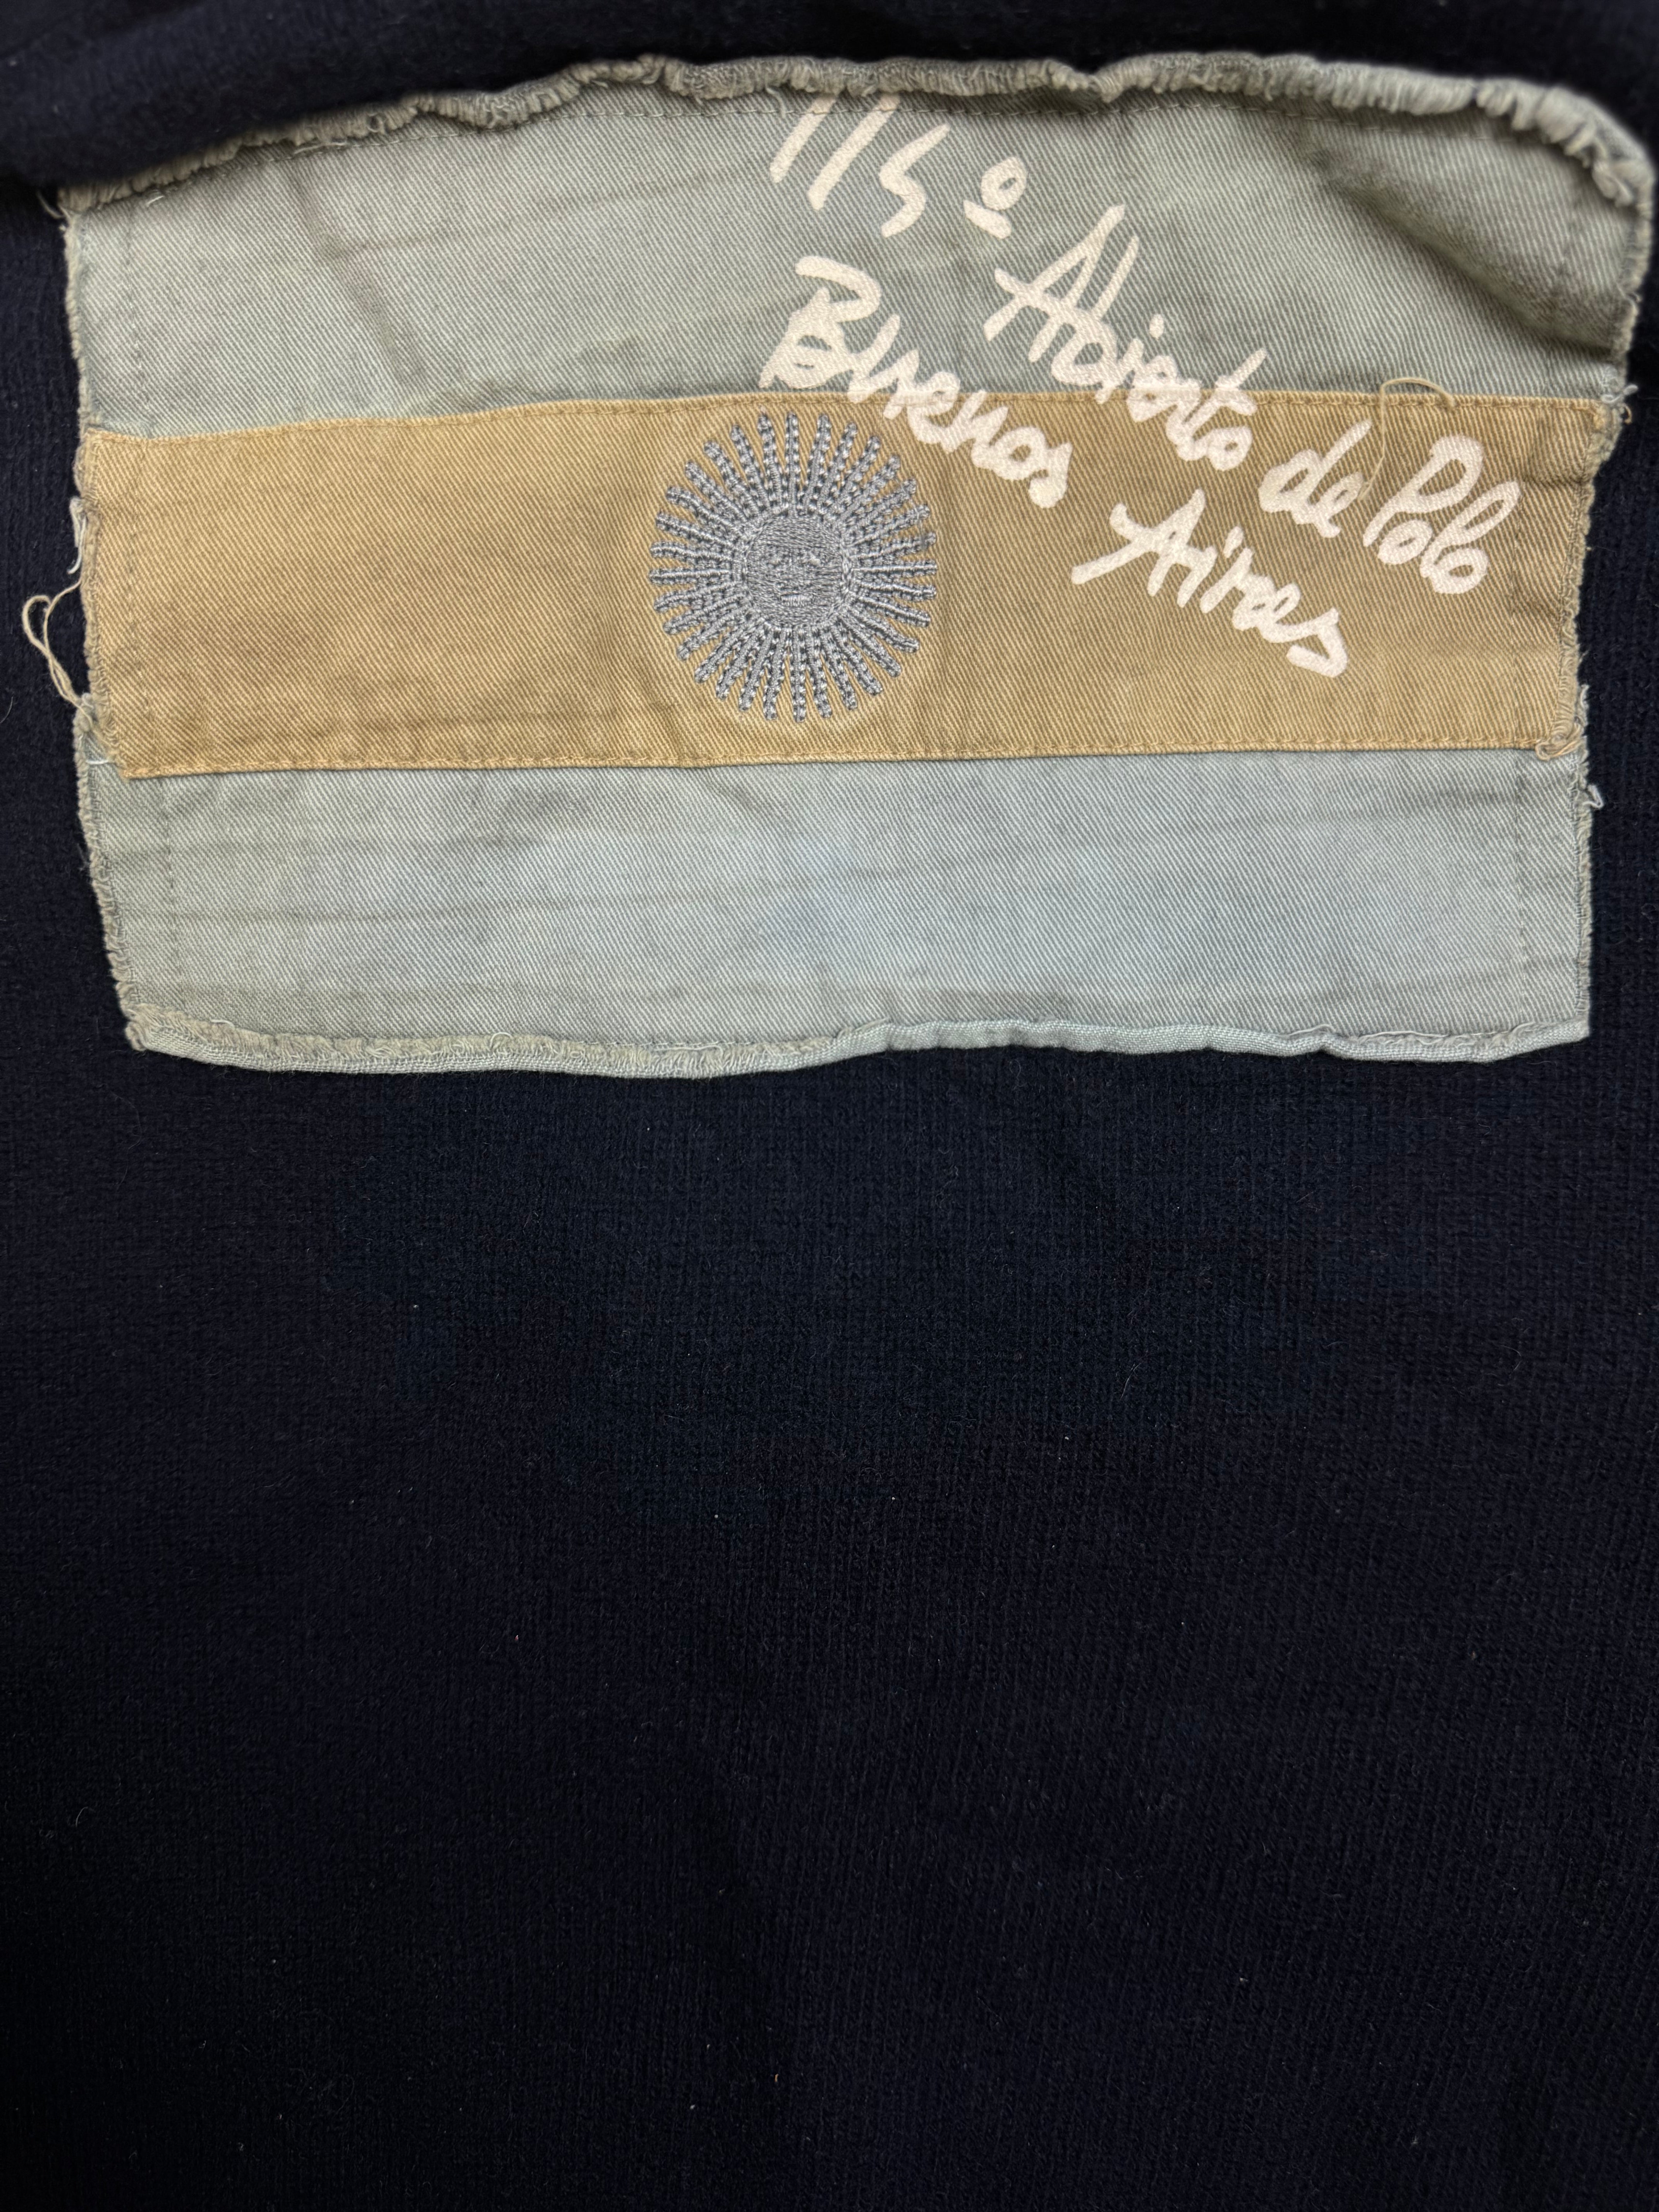 115º Abierto de Polo
Buenos Aires